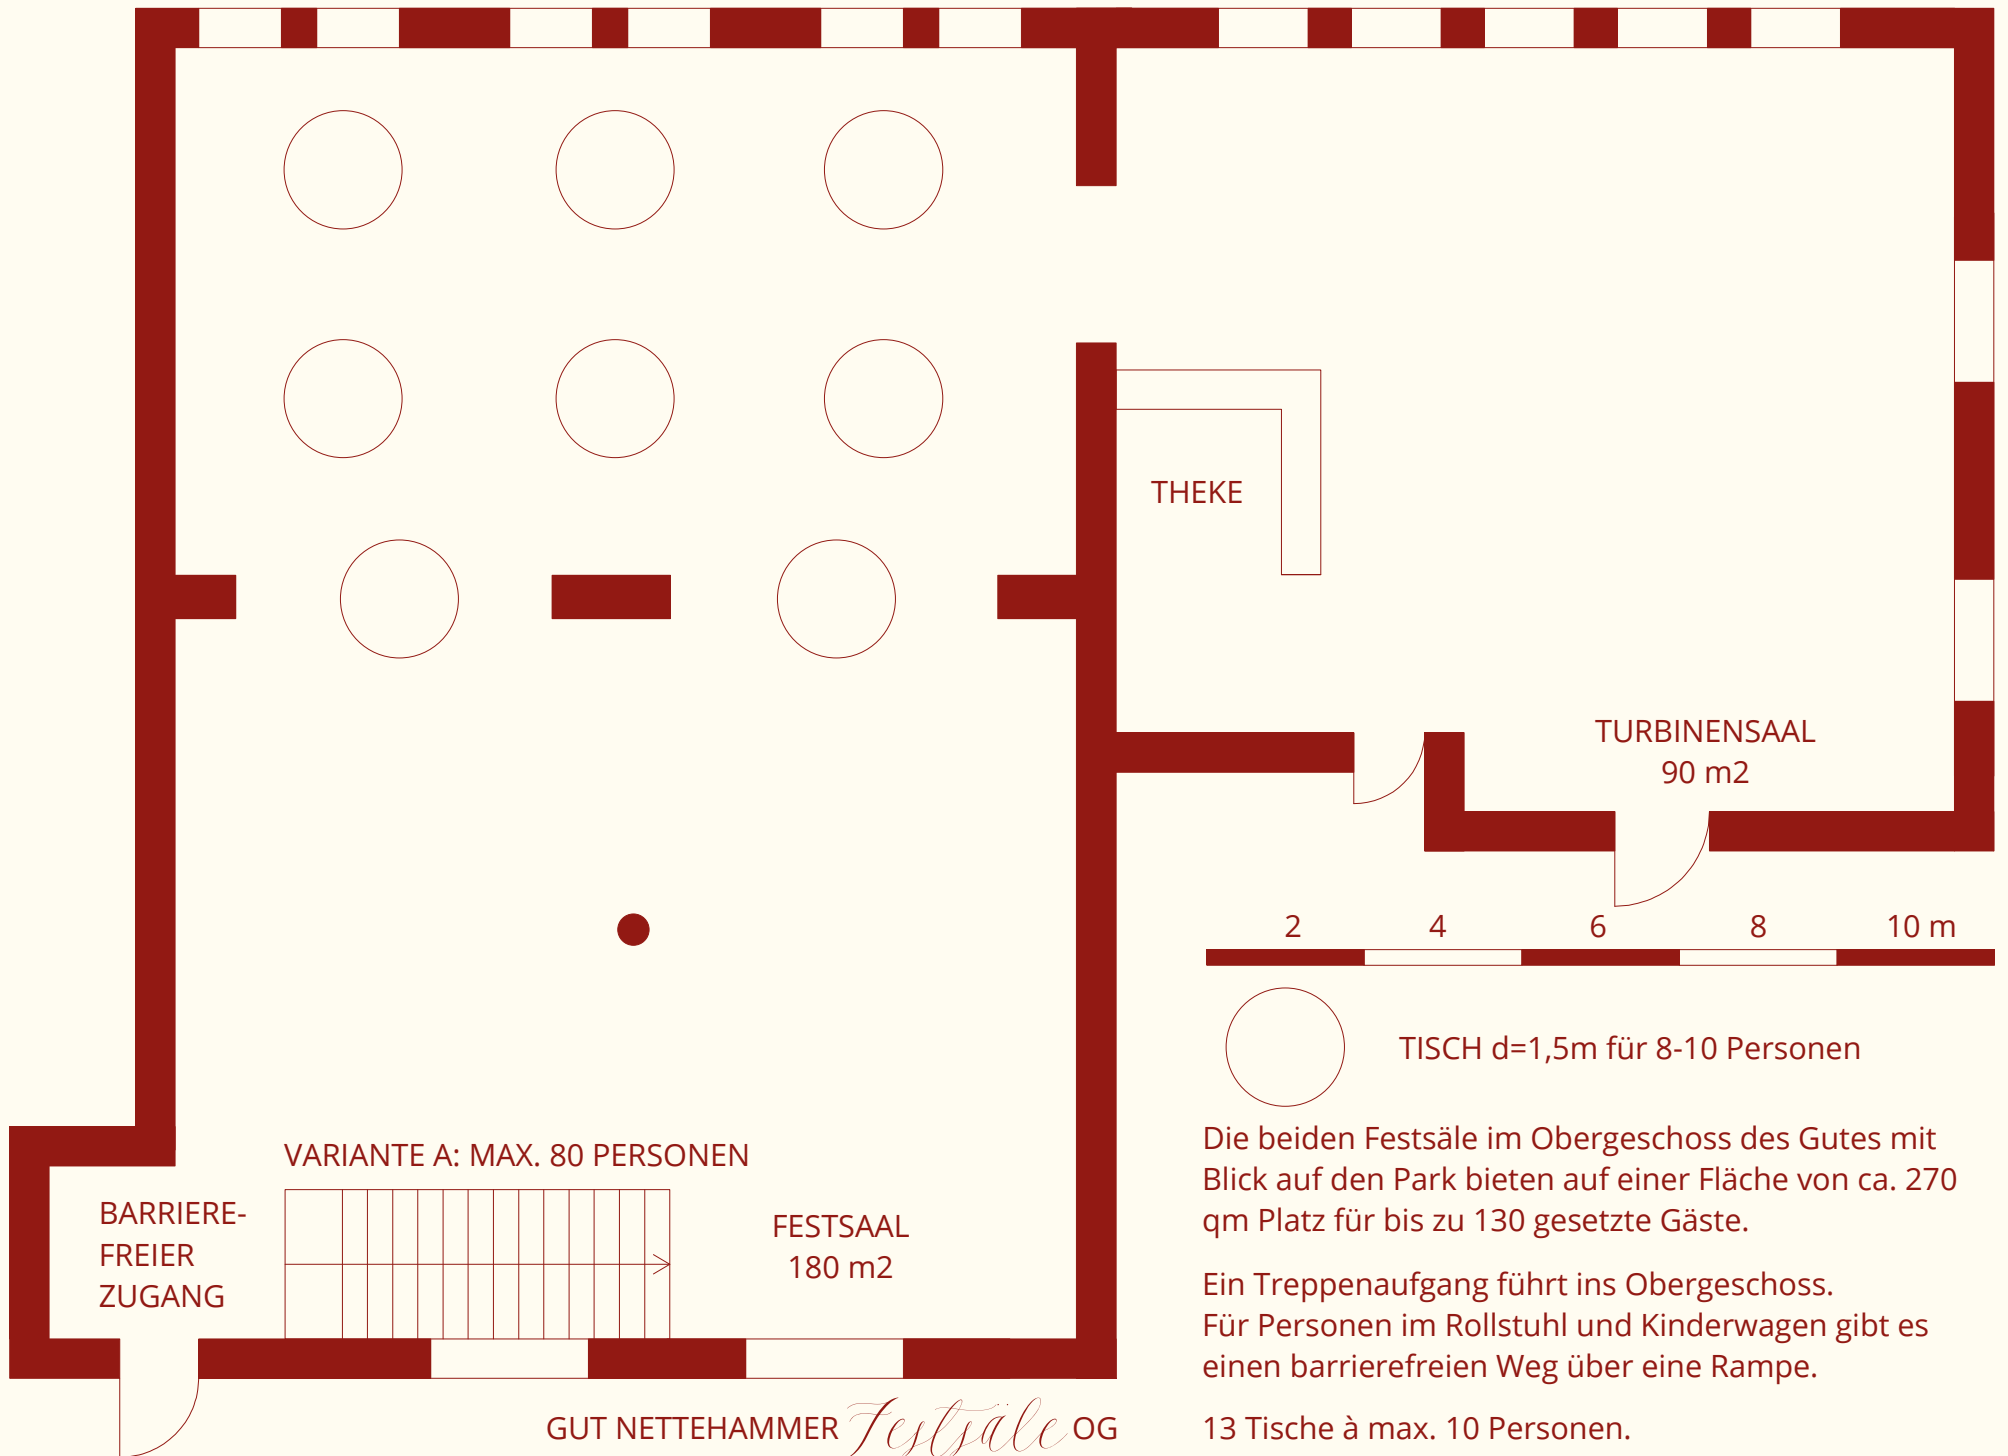 THEKE
TURBINENSAAL
90 m2
2 4 6 8 10 m
TISCH d=1,5m für 8-10 Personen
VARIANTE A: MAX. 80 PERSONEN
BARRIERE-
FREIER
ZUGANG
FESTSAAL
180 m2
Die beiden Festsäle im Obergeschoss des Gutes mit
Blick auf den Park bieten auf einer Fläche von ca. 270
qm Platz für bis zu 130 gesetzte Gäste.
Ein Treppenaufgang führt ins Obergeschoss.
Für Personen im Rollstuhl und Kinderwagen gibt es
einen barrierefreien Weg über eine Rampe.
GUT NETTEHAMMER Festsäle OG
13 Tische à max. 10 Personen.